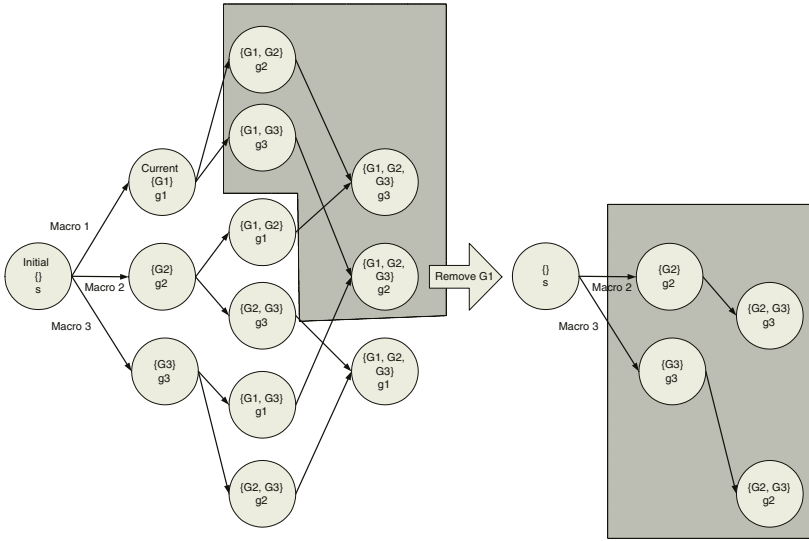 {G1, G2}
g2
{G1, G3}
g3
Current
{G1}
g1
{G1, G2,
G3}
g3
Macro 1
{G1, G2}
g1
Initial
{}
s
Macro 2
{G2}
g2
{G1, G2,
G3}
g2
Remove G1
{}
s
Macro 2
{G2}
g2
Macro 3
{G2, G3}
g3
Macro 3
{G2, G3}
g3
{G3}
g3
{G1, G2,
G3}
g1
{G3}
g3
{G1, G3}
g1
{G2, G3}
g2
{G2, G3}
g2